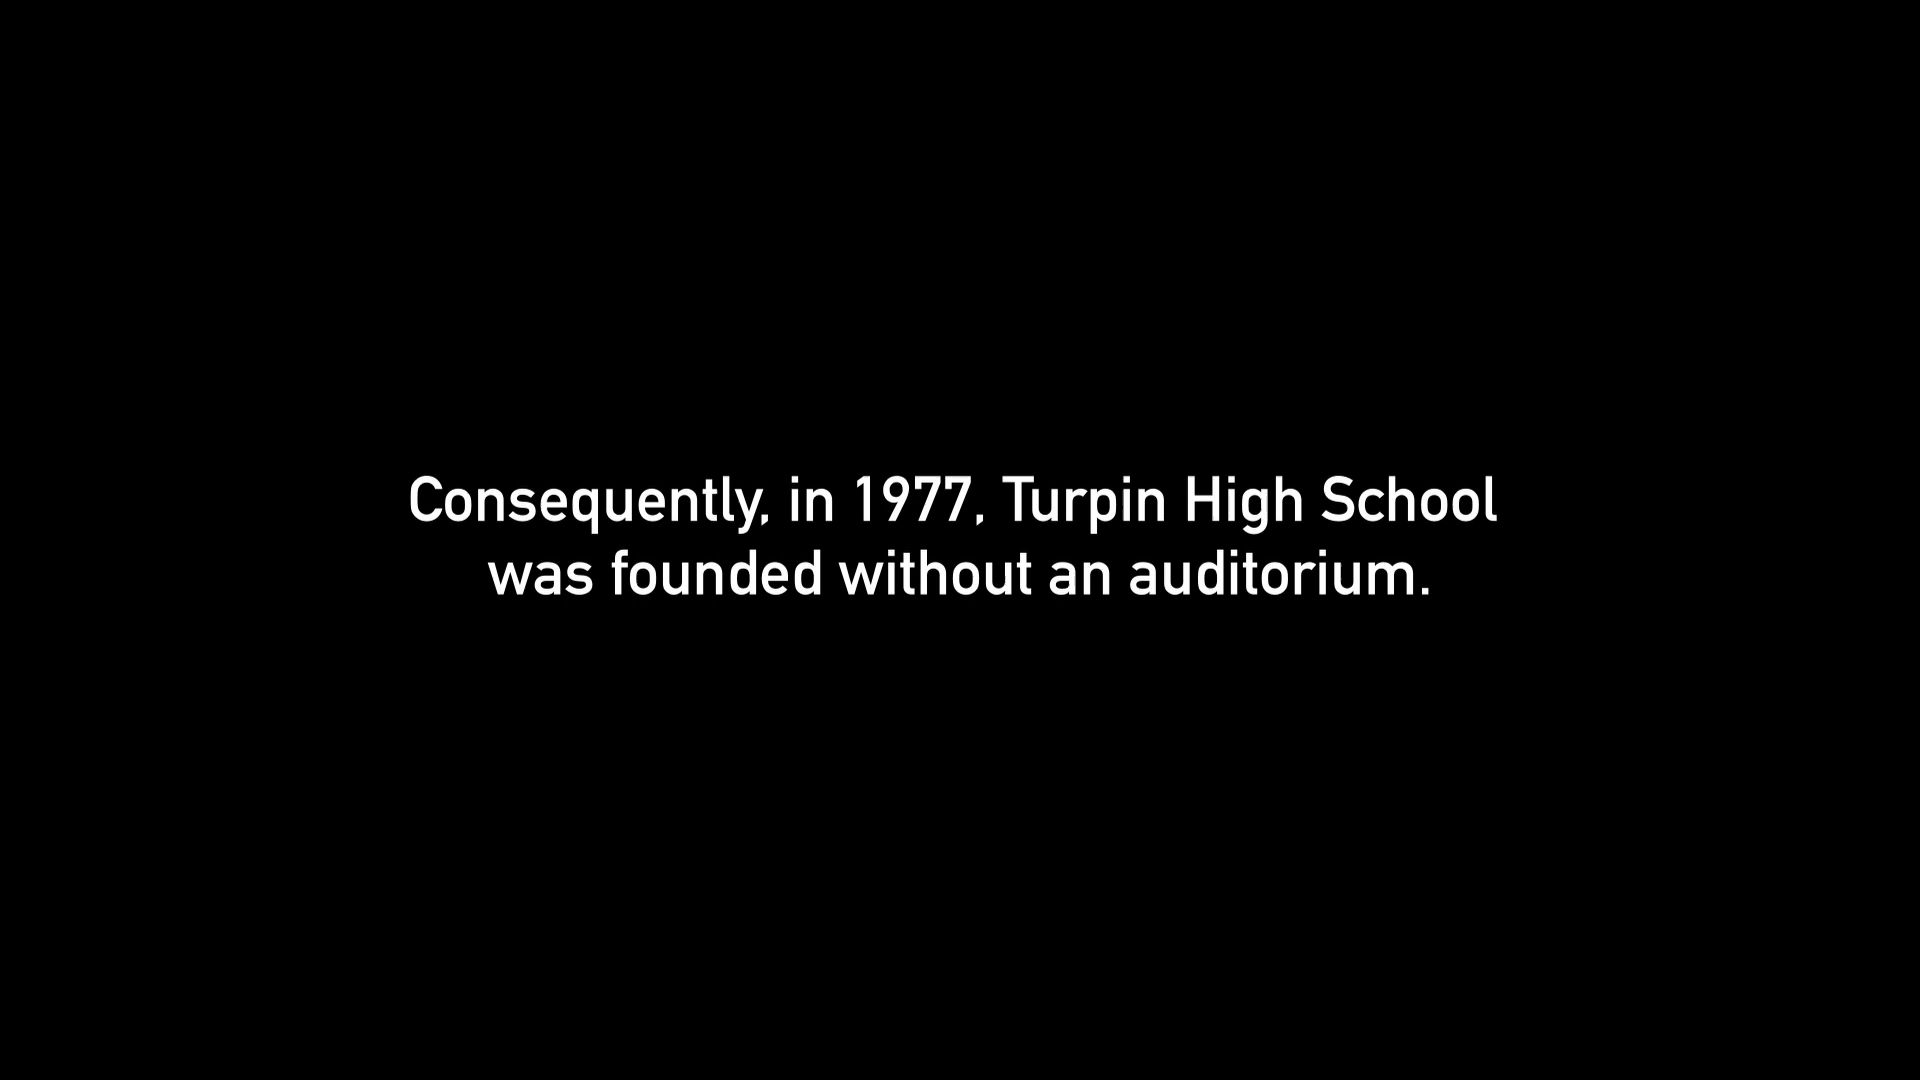 Consequently, in 1977, Turpin High School
was founded without an auditorium.